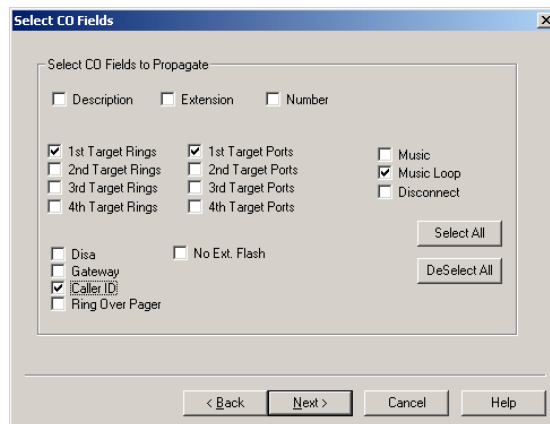 Select CO Fields
Select CO Fields to Propagate
Description Extension Number
1st Target Rings 1st Target Ports Music
2nd Target Rings 2nd Target Ports Music Loop
3rd Target Rings 3rd Target Ports Disconnect
4th Target Rings 4th Target Ports
Select All
Disa No Ext. Flash
Gateway DeSelect All
Caller ID
Ring Over Pager
< Back Next > Cancel Help